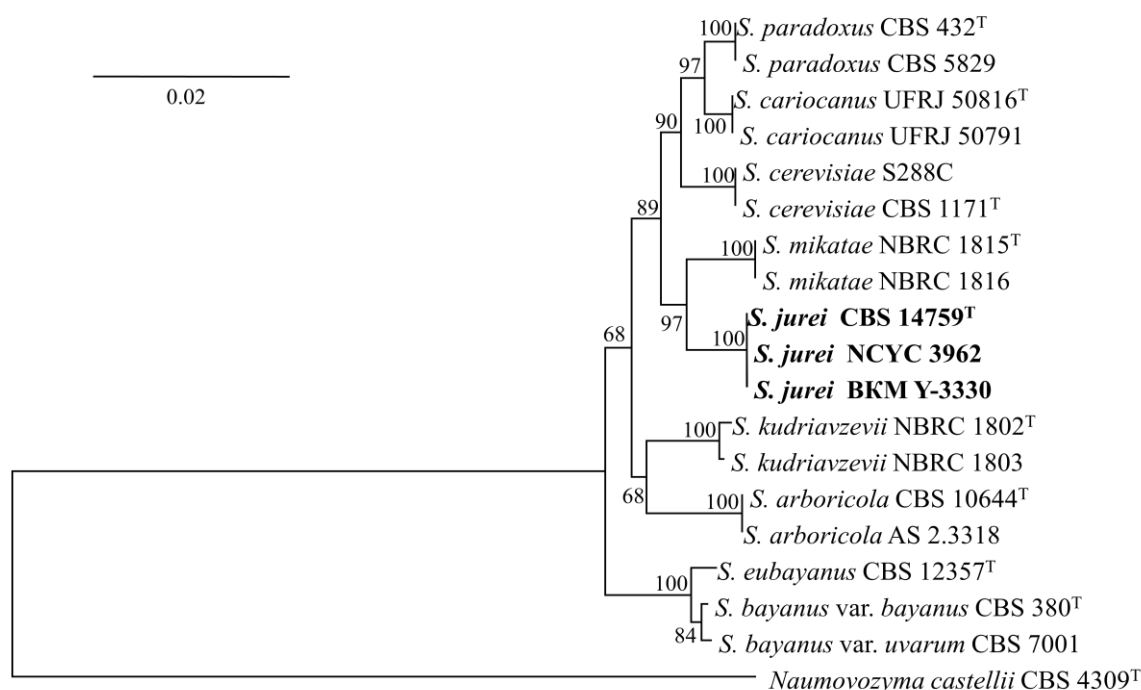 100 S. paradoxus CBS 432ᵀ
0.02
S. paradoxus CBS 5829
97
S. cariocanus UFRJ 50816ᵀ
100
S. cariocanus UFRJ 50791
90
100 S. cerevisiae S288C
S. cerevisiae CBS 1171ᵀ
89
100 S. mikatae NBRC 1815ᵀ
S. mikatae NBRC 1816
97
S. jurei CBS 14759ᵀ
100
S. jurei NCYC 3962
68
S. jurei ВКМ Y-3330
100 S. kudriavzevii NBRC 1802ᵀ
S. kudriavzevii NBRC 1803
68
100 S. arboricola CBS 10644ᵀ
S. arboricola AS 2.3318
100 S. eubayanus CBS 12357ᵀ
S. bayanus var. bayanus CBS 380ᵀ
84
S. bayanus var. uvarum CBS 7001
Naumovozyma castellii CBS 4309ᵀ